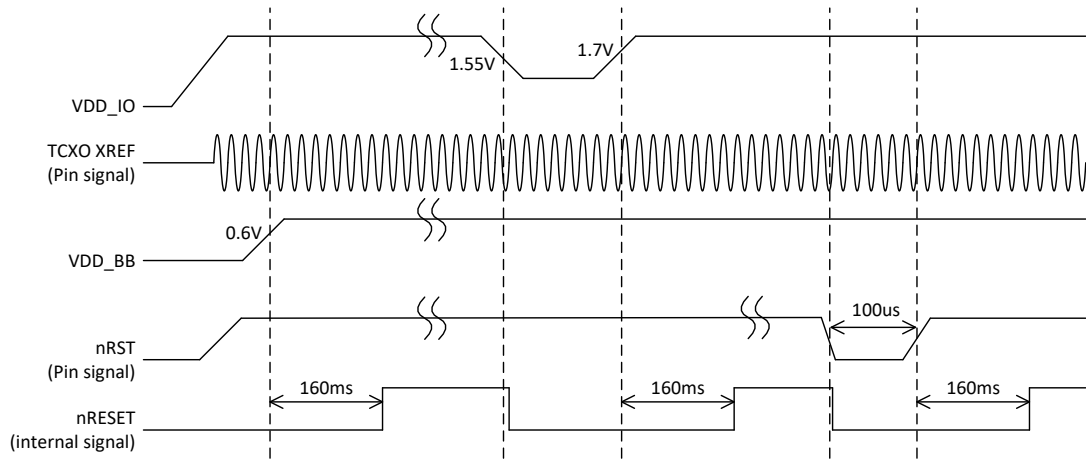 1.55V
1.7V
VDD_IO
TCXO XREF
(Pin signal)
0.6V
VDD_BB
100us
nRST
(Pin signal)
160ms
160ms
160ms
nRESET
(internal signal)